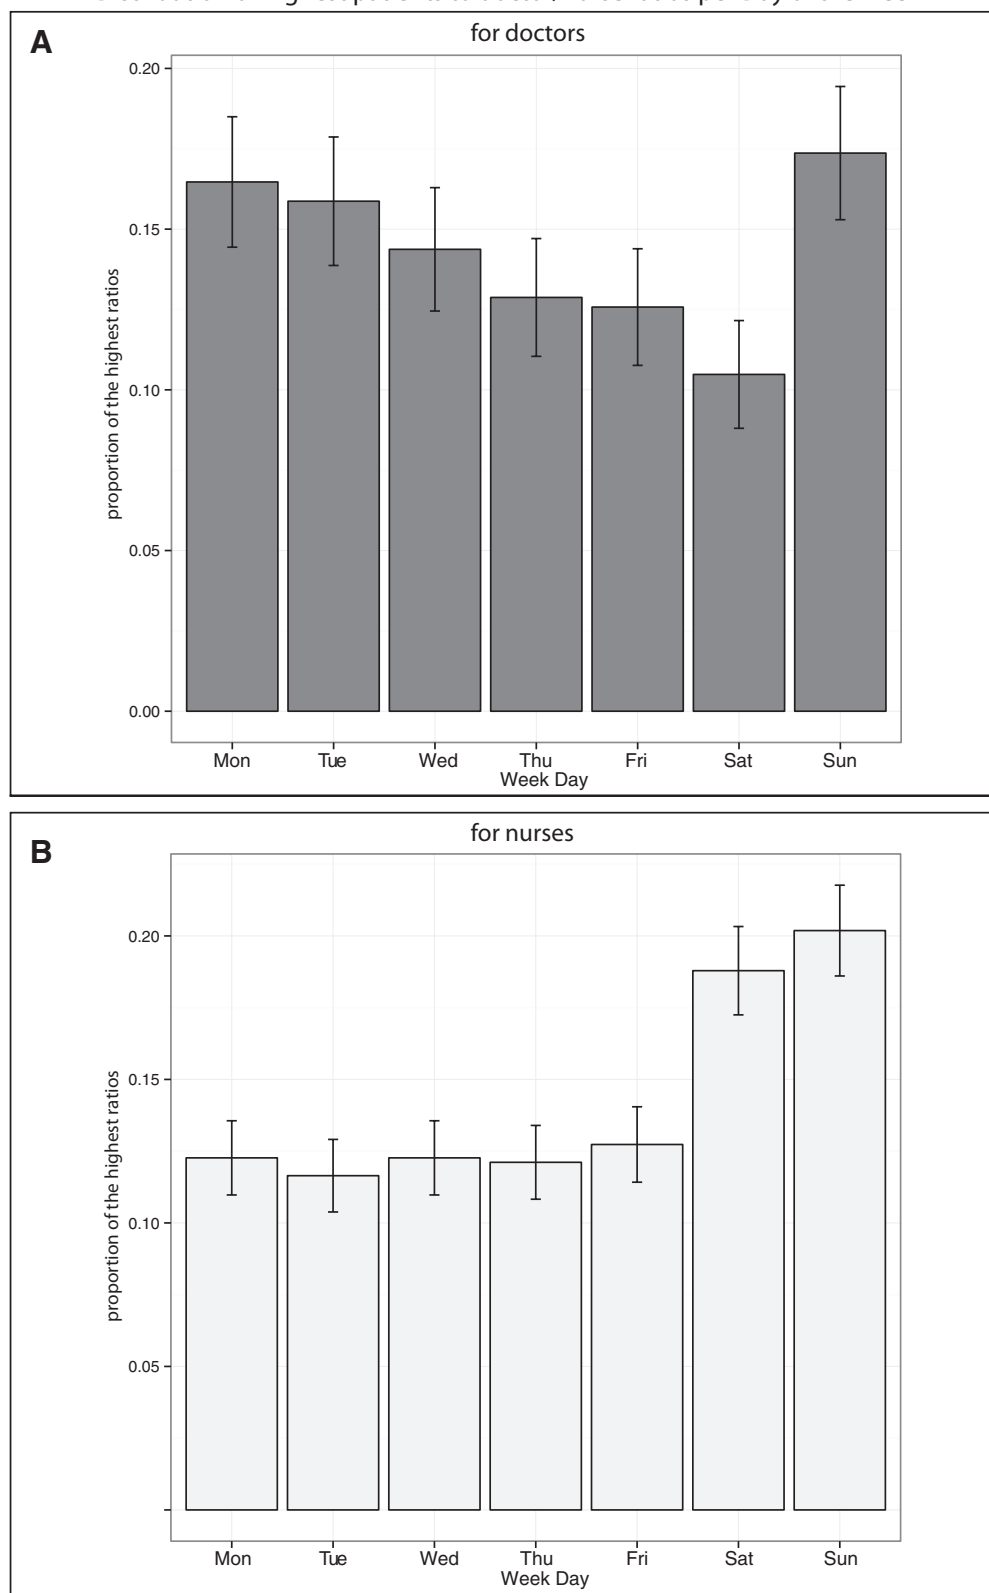 A
for doctors
proportion of the highest ratios
0.20
0.15
0.10
0.05
0.00
Mon Tue Wed Thu Fri Sat Sun
Week Day
B
for nurses
proportion of the highest ratios
0.20
0.15
0.10
0.05
Mon Tue Wed Thu Fri Sat Sun
Week Day